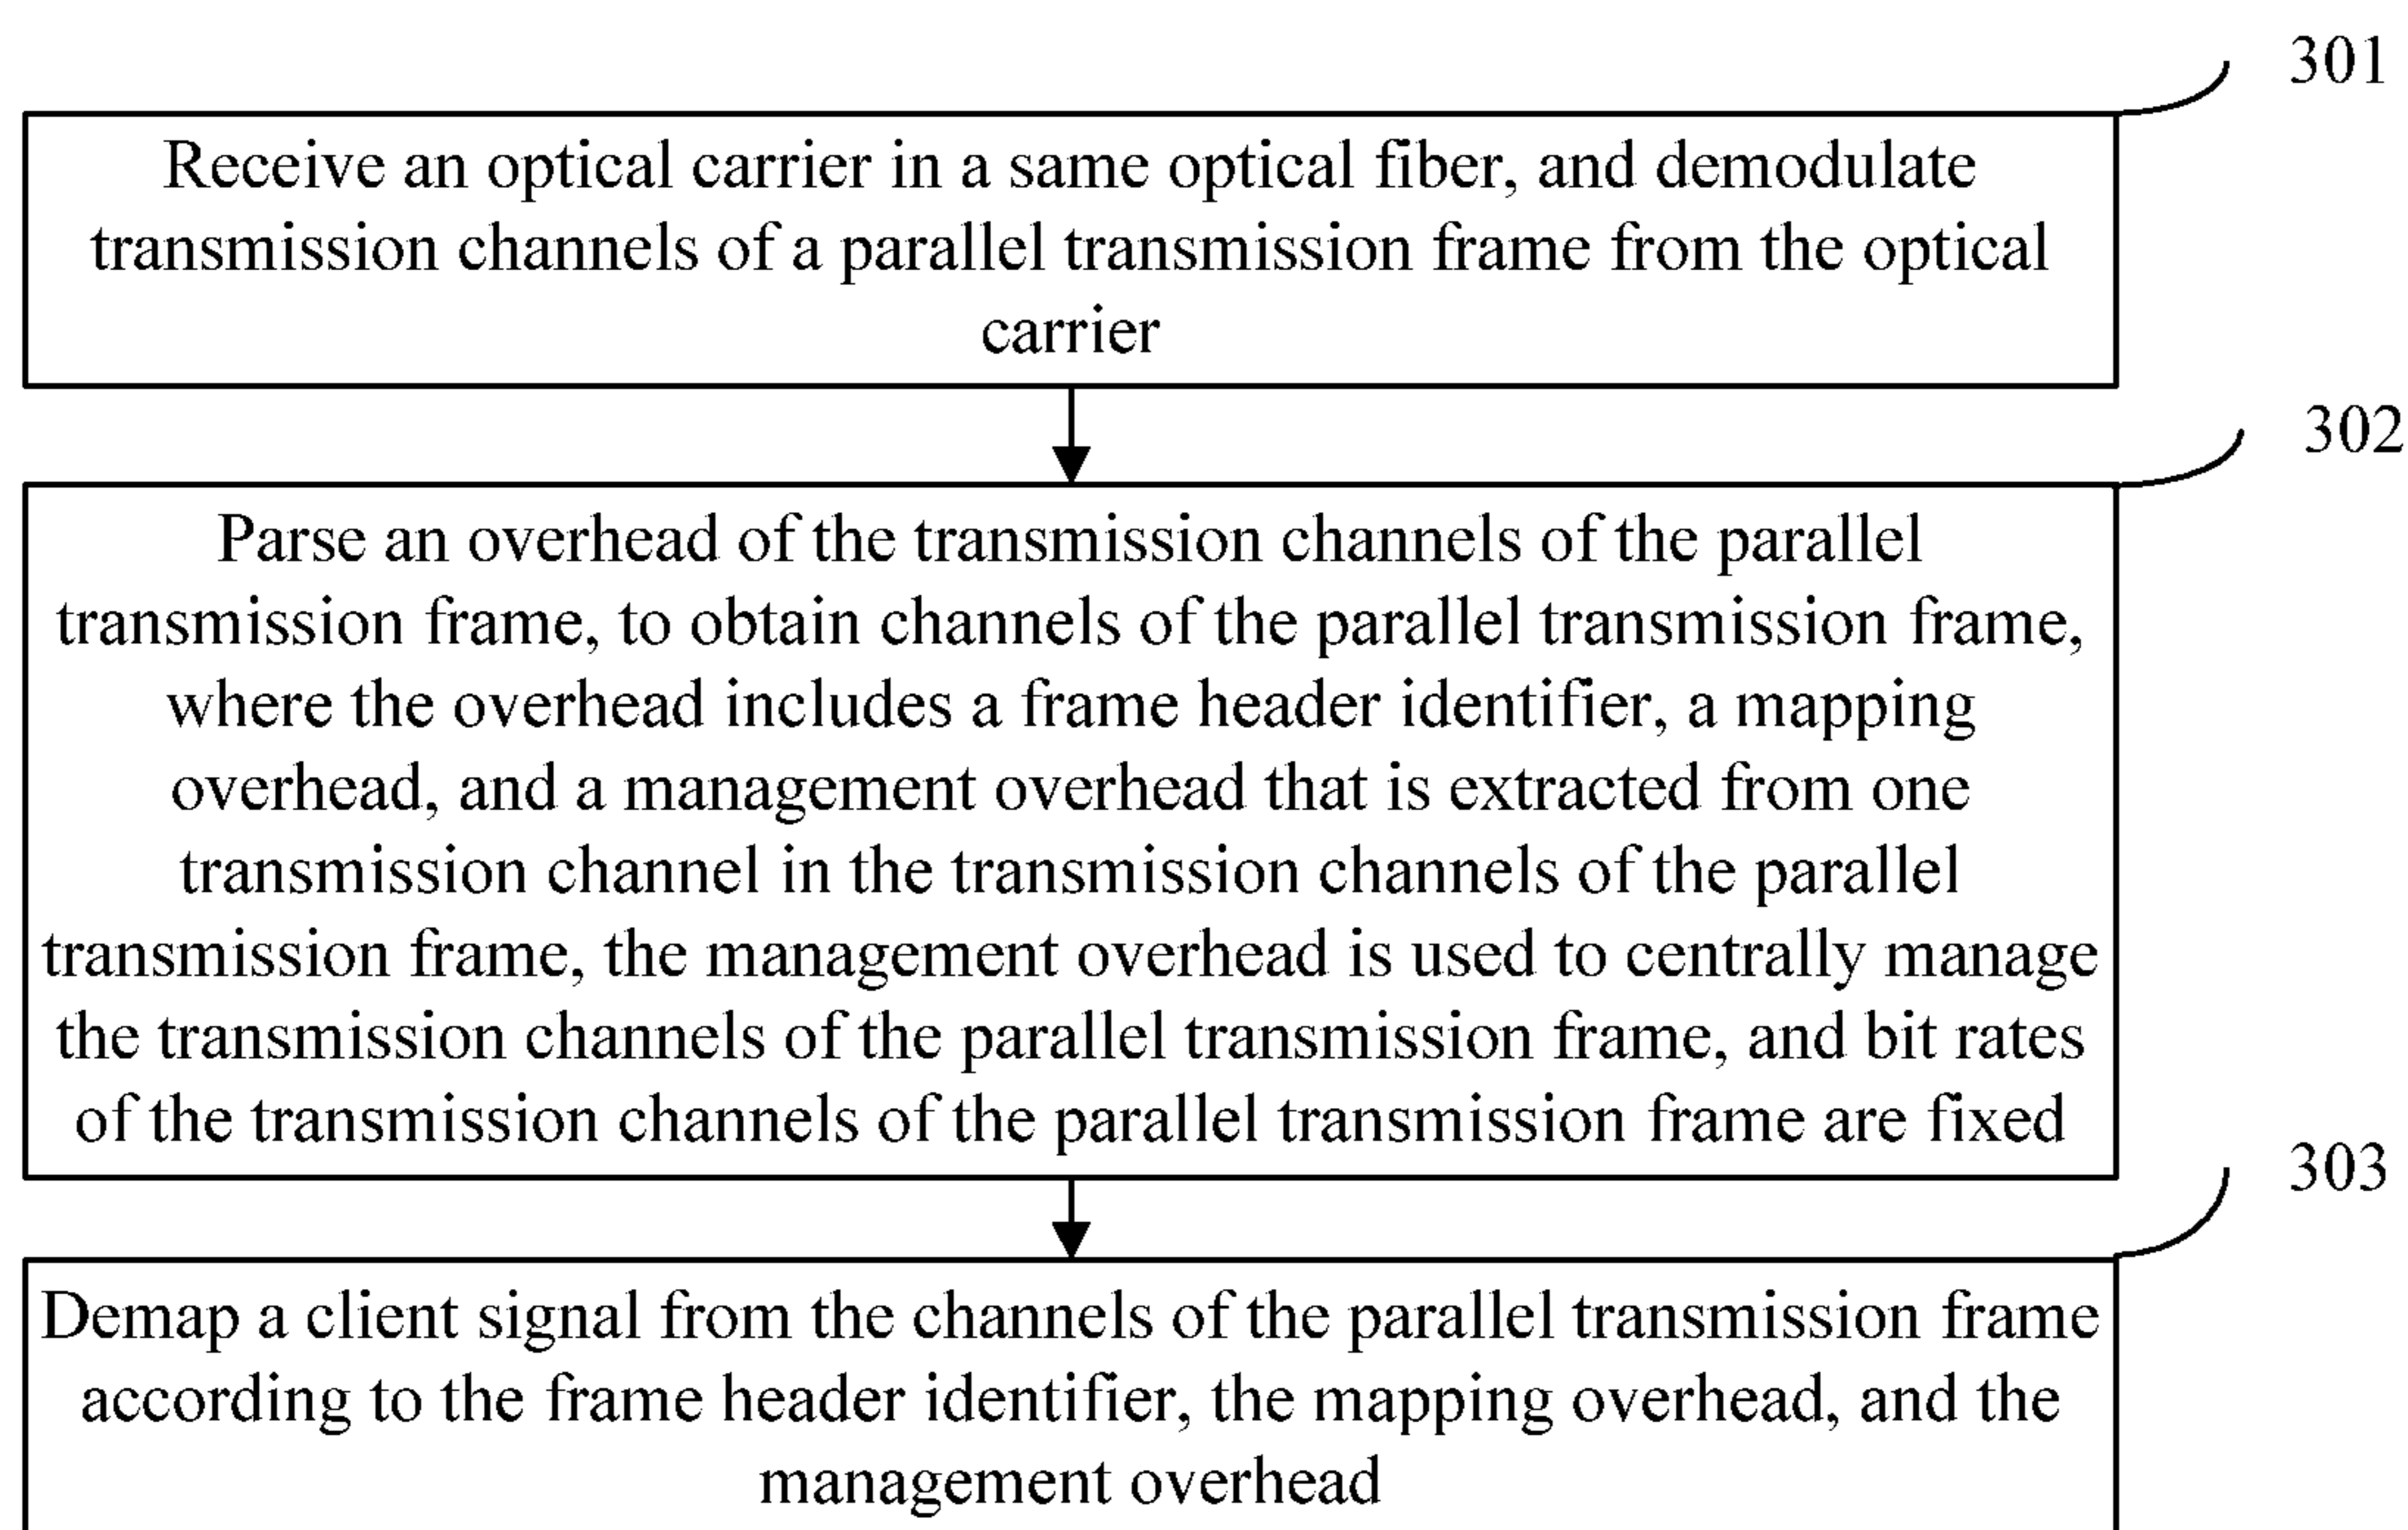 301
Receive an optical carrier in a same optical fiber, and demodulate
transmission channels of a parallel transmission frame from the optical
carrier
302
Parse an overhead of the transmission channels of the parallel
transmission frame, to obtain channels of the parallel transmission frame,
where the overhead includes a frame header identifier, a mapping
overhead, and a management overhead that is extracted from one
transmission channel in the transmission channels of the parallel
transmission frame, the management overhead is used to centrally manage
the transmission channels of the parallel transmission frame, and bit rates
of the transmission channels of the parallel transmission frame are fixed
303
Demap a client signal from the channels of the parallel transmission frame
according to the frame header identifier, the mapping overhead, and the
management overhead